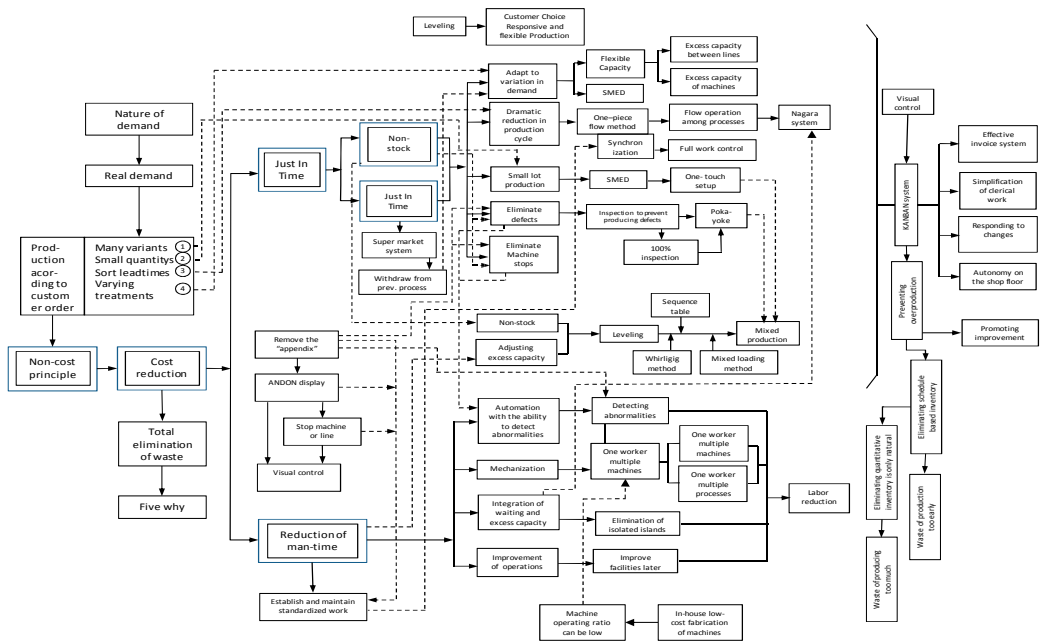 Leveling
Customer Choice
Responsive and
flexible Production
Nature of
demand
Real demand
Prod-
uction
acor-
ding to
custom
er order
Many variants
Small quantitys
Sort leadtimes
Varying
treatments
1
2
3
4
Non-cost
principle
Cost
reduction
Total
elimination
of waste
Five why
Just In
Time
Non-
stock
Just In
Time
Super market
system
Withdraw from
prev. process
Remove the
"appendix"
ANDON display
Stop machine
or line
Visual control
Reduction of
man-time
Establish and maintain
standardized work
Adapt to
variation in
demand
Dramatic
reduction in
production
cycle
Small lot
production
Eliminate
defects
Eliminate
Machine
stops
Flexible
Capacity
SMED
Excess capacity
between lines
Excess capacity
of machines
One–piece
flow method
Flow operation
among processes
Nagara
system
Synchron
ization
Full work control
SMED
One- touch
setup
Inspection to prevent
producing defects
Poka-
yoke
100%
inspection
Non-stock
Adjusting
excess capacity
Leveling
Sequence
table
Whirligig
method
Mixed loading
method
Mixed
production
Automation
with the ability
to detect
abnormalities
Detecting
abnormalities
Mechanization
One worker
multiple
machines
One worker
multiple
machines
One worker
multiple
processes
Integration of
waiting and
excess capacity
Elimination of
isolated islands
Improvement
of operations
Improve
facilities later
Labor
reduction
Machine
operating ratio
can be low
In-house low-
cost fabrication
of machines
Visual
control
KANBAN system
Effective
invoice system
Simplification
of clerical
work
Responding to
changes
Autonomy on
the shop floor
Preventing
overproduction
Promoting
improvement
Eliminating schedule
based inventory
Eliminating quantitative
inventory is only natural
Waste of production
too early
Waste of producing
too much